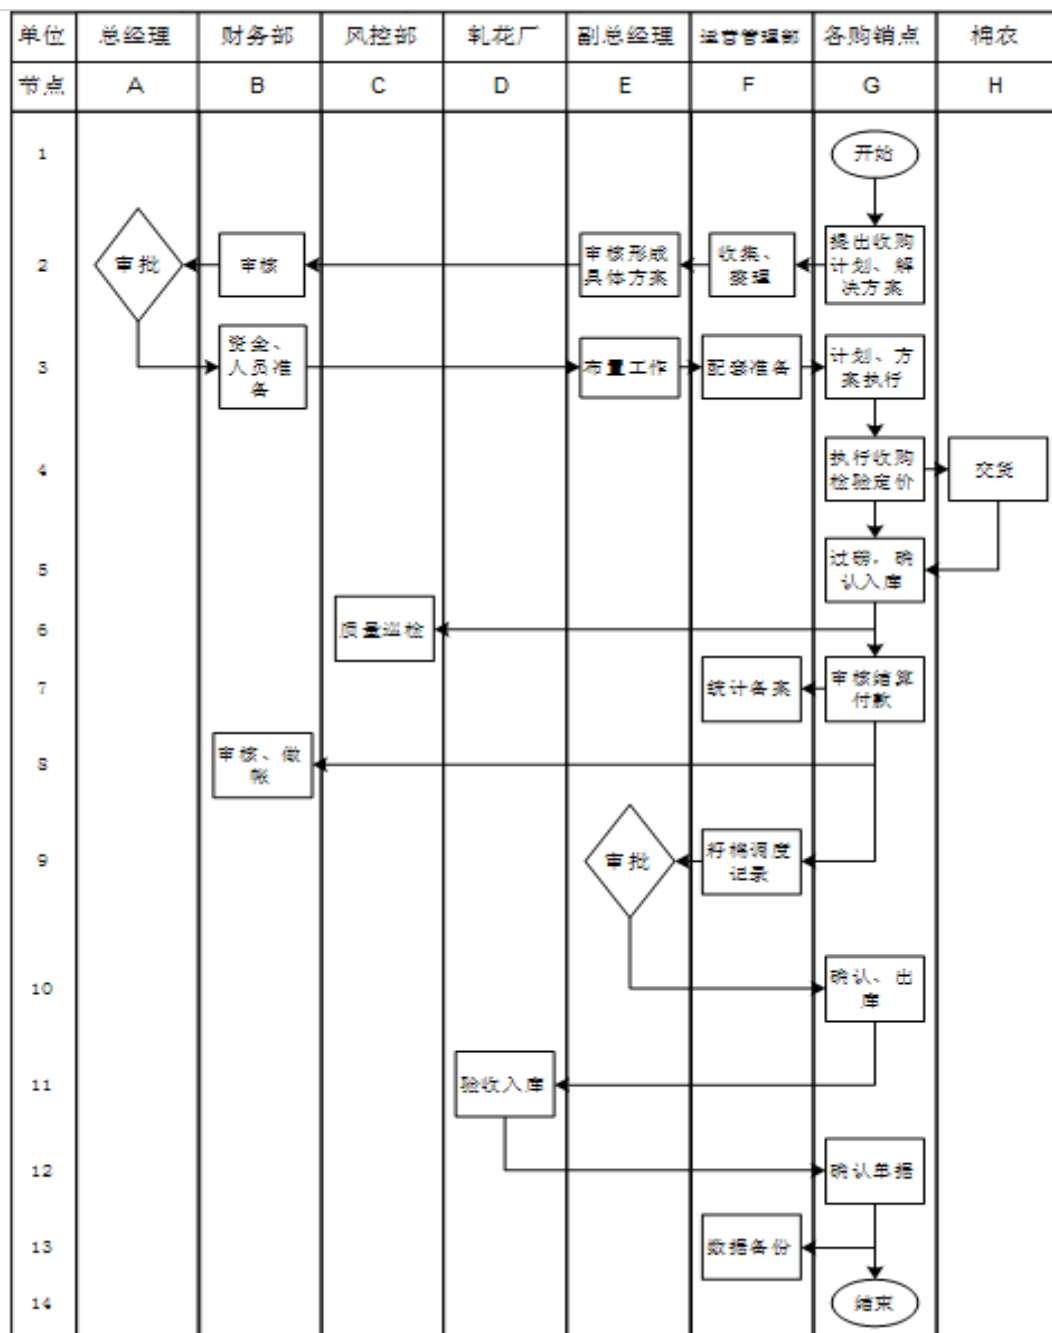 单位 总经理 财务部 风控部 轧花厂 副总经理 运营管理部 各购销点 棉农
节点 A B C D E F G H
1 开始
2 审批 审核 审核形成 收集、 提出收购
具体方案 整理 计划、解
决方案
3 资金、 布置工作 配套准备 计划、方
人员准 案执行
备
4 执行收购 交货
检验定价
5 过磅，确
认入库
6 质量巡检
7 统计备案 审核结算
付款
8 审核、做
帐
9 审批 籽棉调度
记录
10 确认、出
库
11 验收入库
12 确认单据
13 数据备份
14 结束